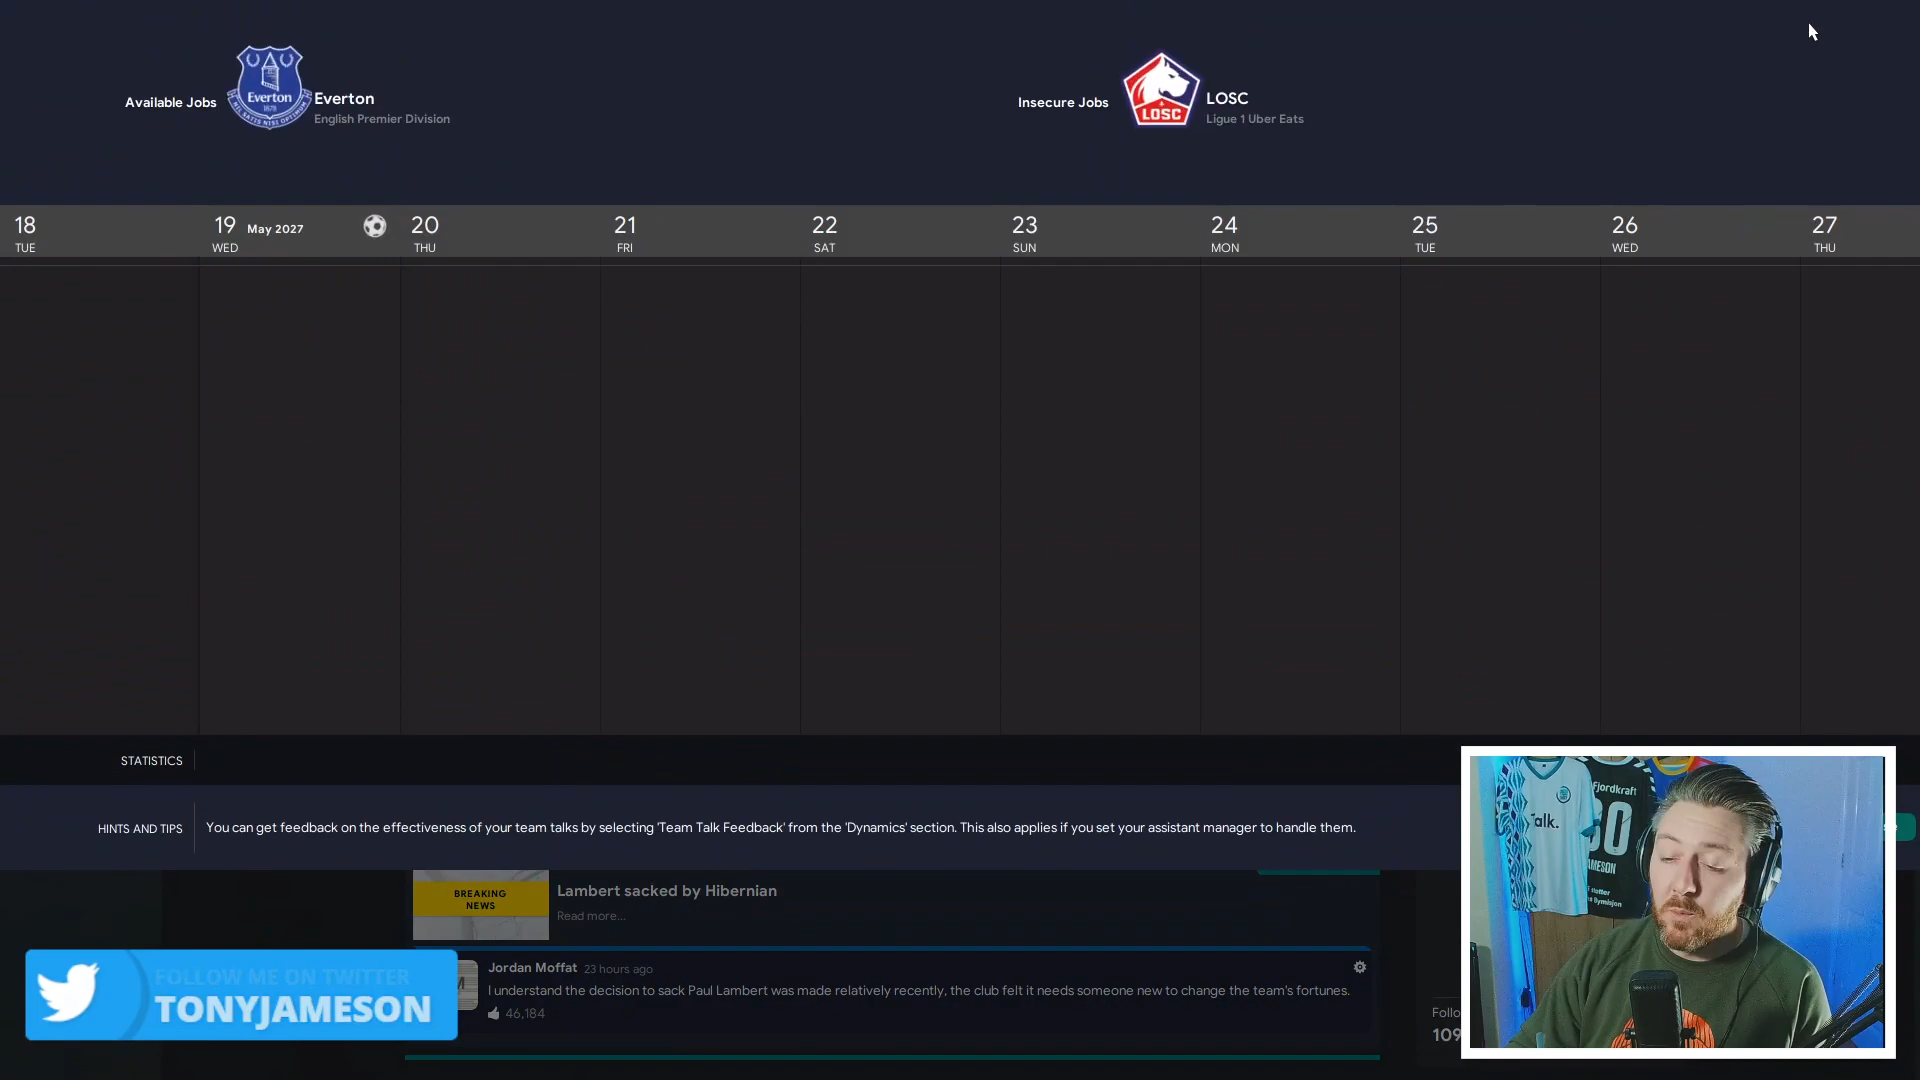 Available Jobs
Everton
1878
Everton
English Premier Division
Insecure Jobs
LOSC
LOSC
Ligue 1 Uber Eats
18
TUE
19 May 2027
WED
20
THU
21
FRI
22
SAT
23
SUN
24
MON
25
TUE
26
WED
27
THU
STATISTICS
HINTS AND TIPS
You can get feedback on the effectiveness of your team talks by selecting 'Team Talk Feedback' from the 'Dynamics' section. This also applies if you set your assistant manager to handle them.
BREAKING
NEWS
Lambert sacked by Hibernian
Read more...
Jordan Moffat 23 hours ago
I understand the decision to sack Paul Lambert was made relatively recently, the club felt it needs someone new to change the team's fortunes.
46,184
Follo
109
FOLLOW ME ON TWITTER
TONYJAMESON
Fjordkraft
alk.